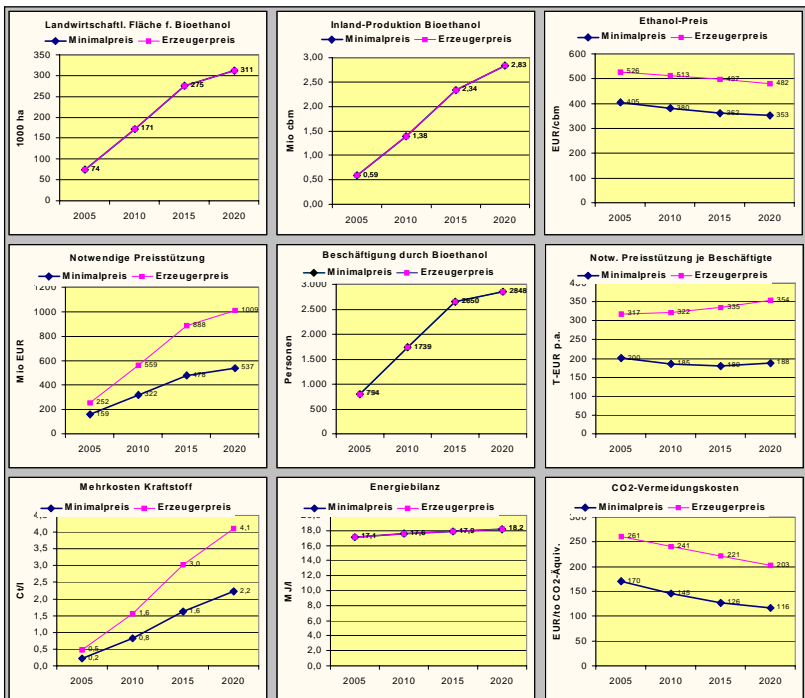 Landwirtschaftl. Fläche f. Bioethanol
Minimalpreis Erzeugerpreis
350
300
250
200
150
100
50
0
1000 ha
74
171
275
311
2005 2010 2015 2020
Inland-Produktion Bioethanol
Minimalpreis Erzeugerpreis
3,00
2,50
2,00
1,50
1,00
0,50
0,00
Mio cbm
0,59
1,38
2,34
2,83
2005 2010 2015 2020
Ethanol-Preis
Minimalpreis Erzeugerpreis
600
500
400
300
200
100
0
EUR/cbm
526 513 497 482
405 380 362 353
2005 2010 2015 2020
Notwendige Preisstützung
Minimalpreis Erzeugerpreis
1200
1000
800
600
400
200
0
Mio EUR
252 559 888 1009
159 322 478 537
2005 2010 2015 2020
Beschäftigung durch Bioethanol
Minimalpreis Erzeugerpreis
3.000
2.500
2.000
1.500
1.000
500
0
Personen
794
1739
2650
2848
2005 2010 2015 2020
Notw. Preisstützung je Beschäftigte
Minimalpreis Erzeugerpreis
400
350
300
250
200
150
100
50
0
T-EUR p.a.
317 322 335 354
200 185 180 188
2005 2010 2015 2020
Mehrkosten Kraftstoff
Minimalpreis Erzeugerpreis
4,0
3,5
3,0
2,5
2,0
1,5
1,0
0,5
0,0
Ct/l
0,5 1,6 3,0 4,1
0,2 0,8 1,6 2,2
2005 2010 2015 2020
Energiebilanz
Minimalpreis Erzeugerpreis
18,0
16,0
14,0
12,0
10,0
8,0
6,0
4,0
2,0
0,0
MJ/l
17,1 17,6 17,9 18,2
2005 2010 2015 2020
CO2-Vermeidungskosten
Minimalpreis Erzeugerpreis
300
250
200
150
100
50
0
EUR/to CO2-Äquiv.
261 241 221 203
170 145 126 116
2005 2010 2015 2020